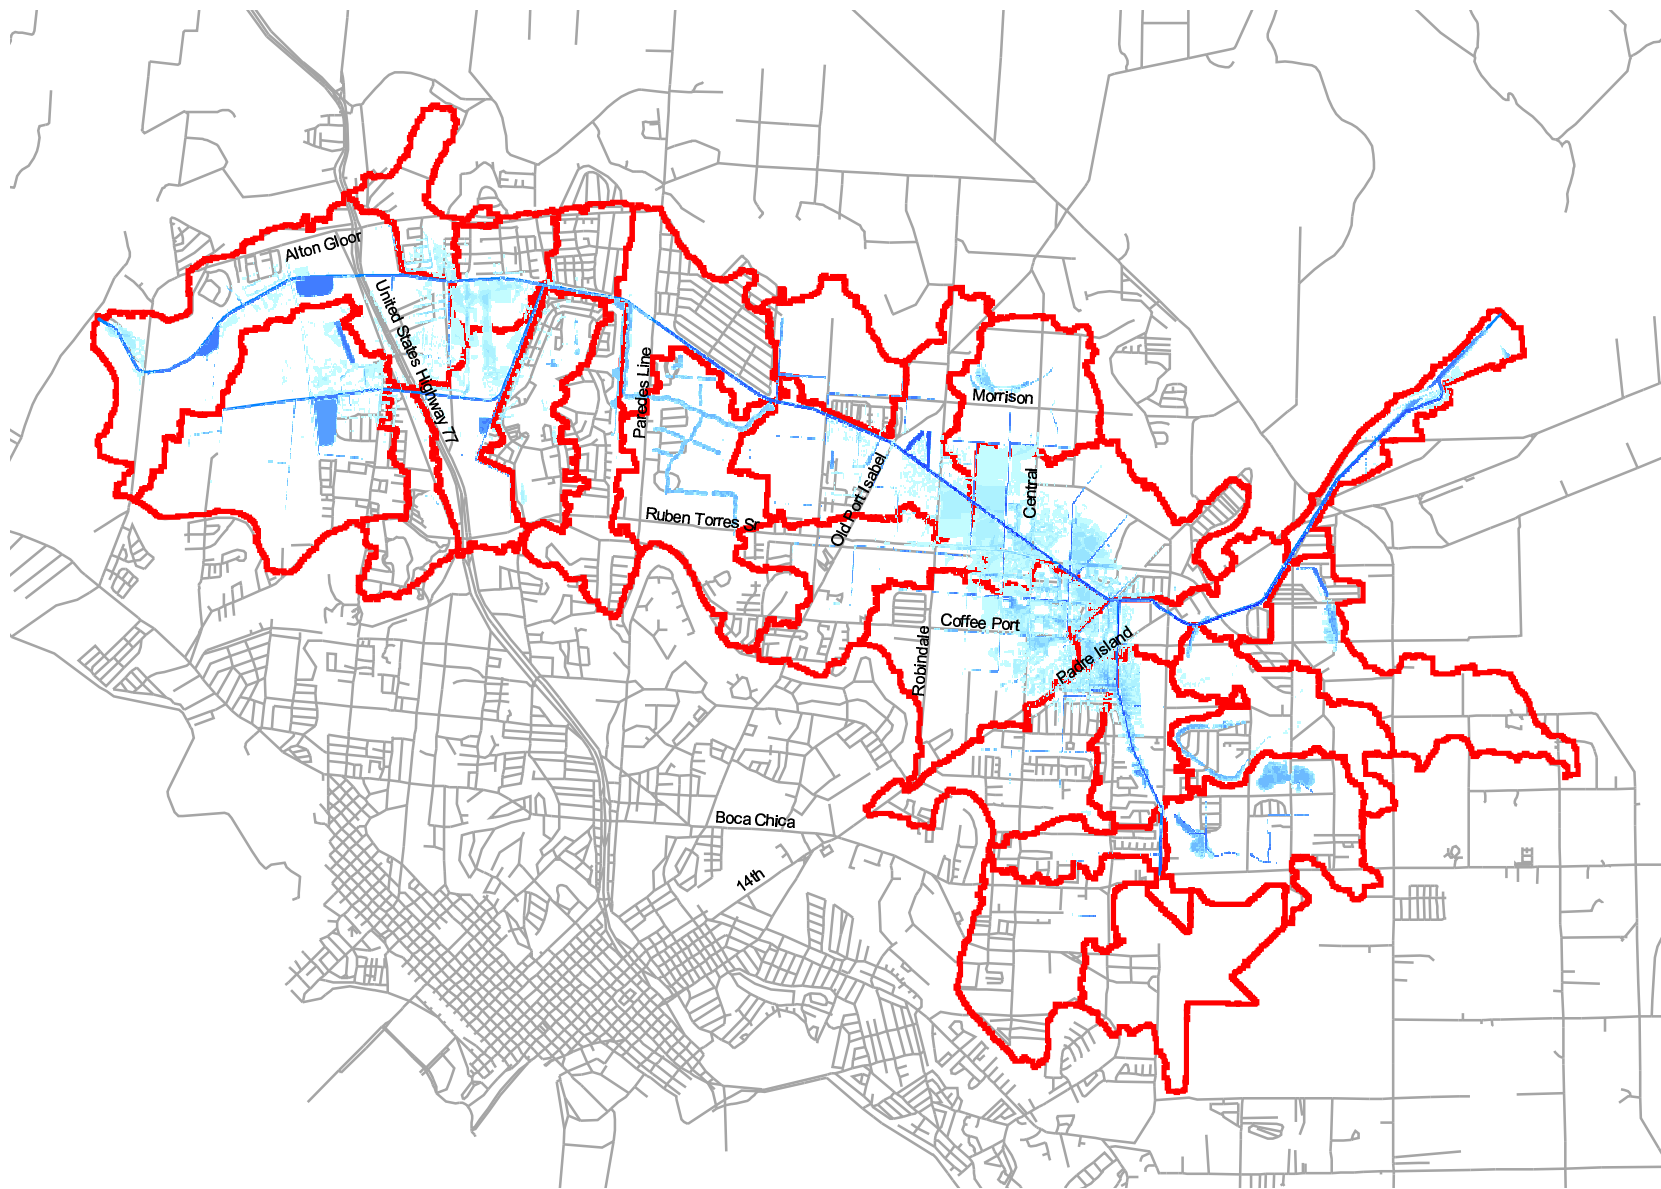 Alton Gloor
United States Highway 77
Paredes Line
Morrison
Old Port Isabel
Central
Ruben Torres Sr
Coffee Port
Robindale
Padre Island
Boca Chica
14th